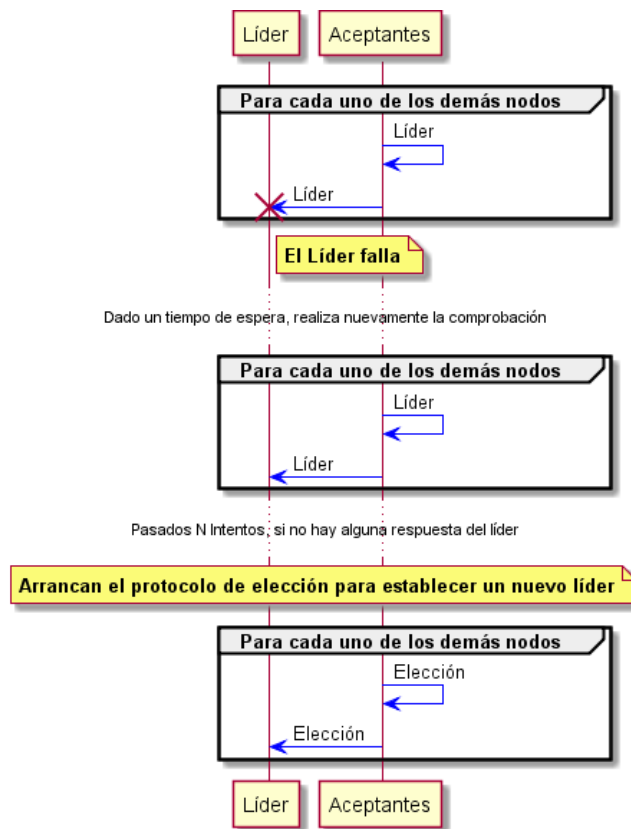 Líder
Aceptantes
Para cada uno de los demás nodos
Líder
Líder
El Líder falla
Dado un tiempo de espera, realiza nuevamente la comprobación
Para cada uno de los demás nodos
Líder
Líder
Pasados N Intentos, si no hay alguna respuesta del líder
Arrancan el protocolo de elección para establecer un nuevo líder
Para cada uno de los demás nodos
Elección
Elección
Líder
Aceptantes